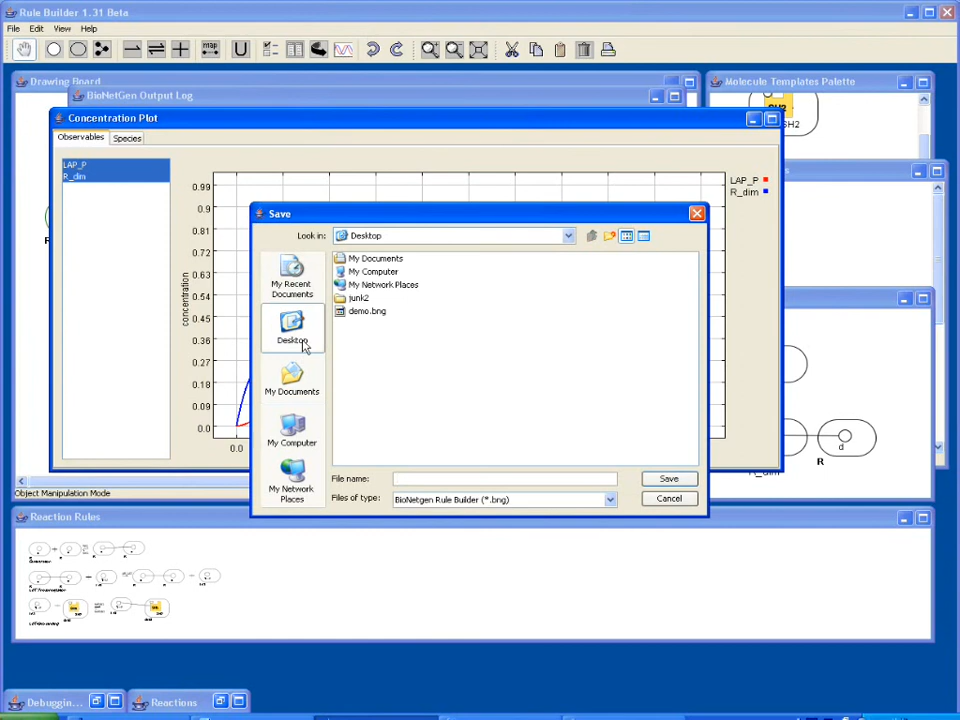 Rule Builder 1.31 Beta
File Edit View Help
map
U
Drawing Board
BioNetGen Output Log
Molecule Templates Palette
Concentration Plot
SH2
SH2
Observables Species
LAP_P
R_dim
LAP_P
R_dim
concentration
0.99
0.9
0.81
0.72
0.63
0.54
0.45
0.36
0.27
0.18
0.09
0.0
0.0
Save
Look in: Desktop
My Recent
Documents
Desktop
My Documents
My Computer
My Network
Places
My Documents
My Computer
My Network Places
junk2
demo.bng
File name: Save
Files of type: BioNetgen Rule Builder (*.bng) Cancel
d
R
R_dim
Object Manipulation Mode
Reaction Rules
Debuggin... Reactions